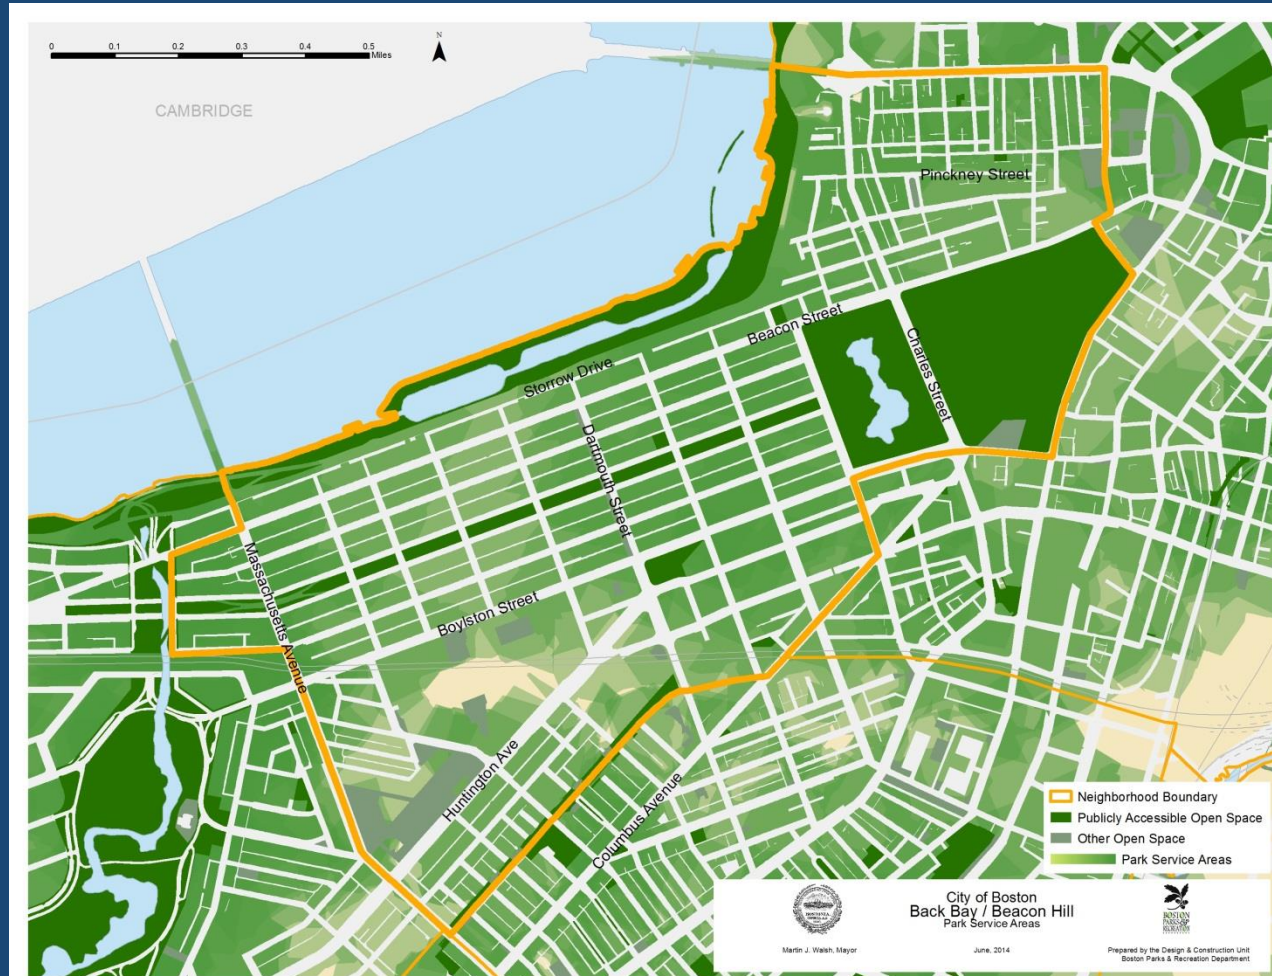 0 0.1 0.2 0.3 0.4 0.5
Miles
N
CAMBRIDGE
Pinckney Street
Beacon Street
Charles Street
Storrow Drive
Dartmouth Street
Massachusetts Avenue
Boylston Street
Huntington Ave
Columbus Avenue
Neighborhood Boundary
Publicly Accessible Open Space
Other Open Space
Park Service Areas
City of Boston
Back Bay / Beacon Hill
Park Service Areas
BOSTON
PARKS &
RECREATION
Martin J. Walsh, Mayor
June, 2014
Prepared by the Design & Construction Unit
Boston Parks & Recreation Department